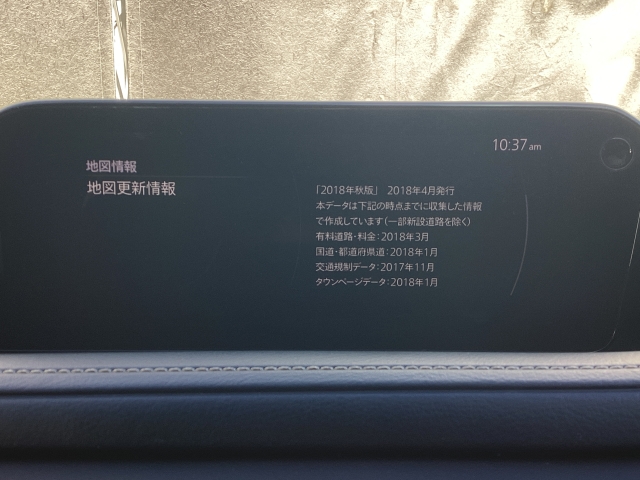 10:37am
地図情報
地図更新情報
「2018年秋版」 2018年4月発行
本データは下記の時点までに収集した情報
で作成しています(一部新設道路を除く)
有料道路・料金：2018年3月
国道・都道府県道：2018年1月
交通規制データ：2017年11月
タウンページデータ：2018年1月